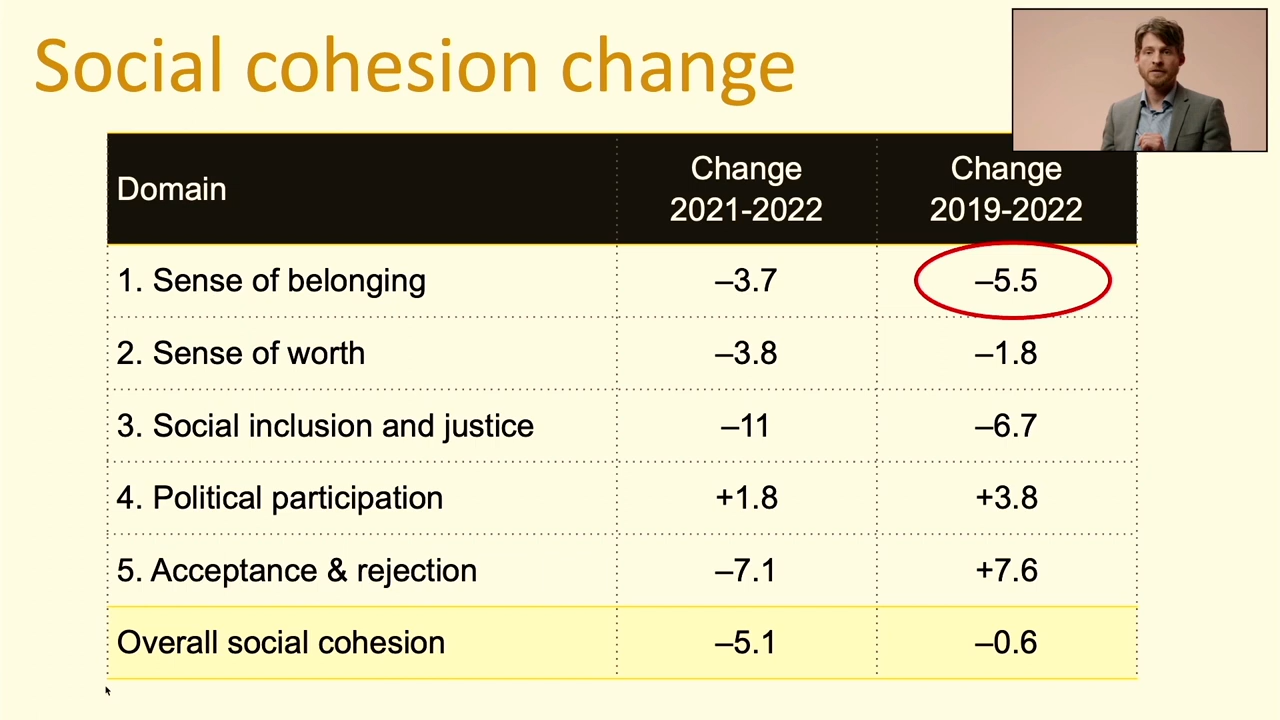 Social cohesion change
Domain
Change
2021-2022
Change
2019-2022
1. Sense of belonging –3.7 –5.5
2. Sense of worth –3.8 –1.8
3. Social inclusion and justice –11 –6.7
4. Political participation +1.8 +3.8
5. Acceptance & rejection –7.1 +7.6
Overall social cohesion –5.1 –0.6